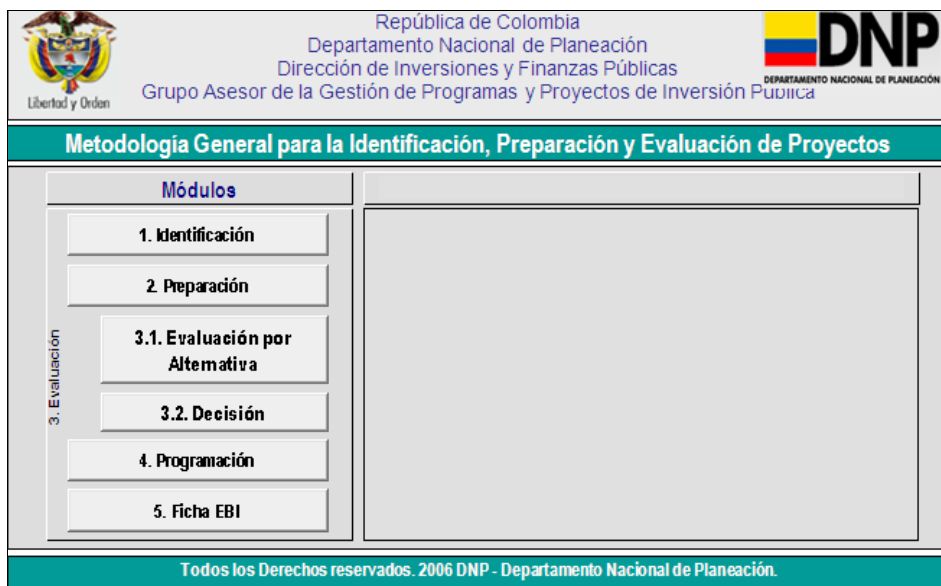 República de Colombia
Departamento Nacional de Planeación
Dirección de Inversiones y Finanzas Públicas
Grupo Asesor de la Gestión de Programas y Proyectos de Inversión Pública
Libertad y Orden
DNP
DEPARTAMENTO NACIONAL DE PLANEACIÓN
Metodología General para la Identificación, Preparación y Evaluación de Proyectos
Módulos
1. Identificación
2. Preparación
3. Evaluación
3.1. Evaluación por
Alternativa
3.2. Decisión
4. Programación
5. Ficha EBI
Todos los Derechos reservados. 2006 DNP - Departamento Nacional de Planeación.